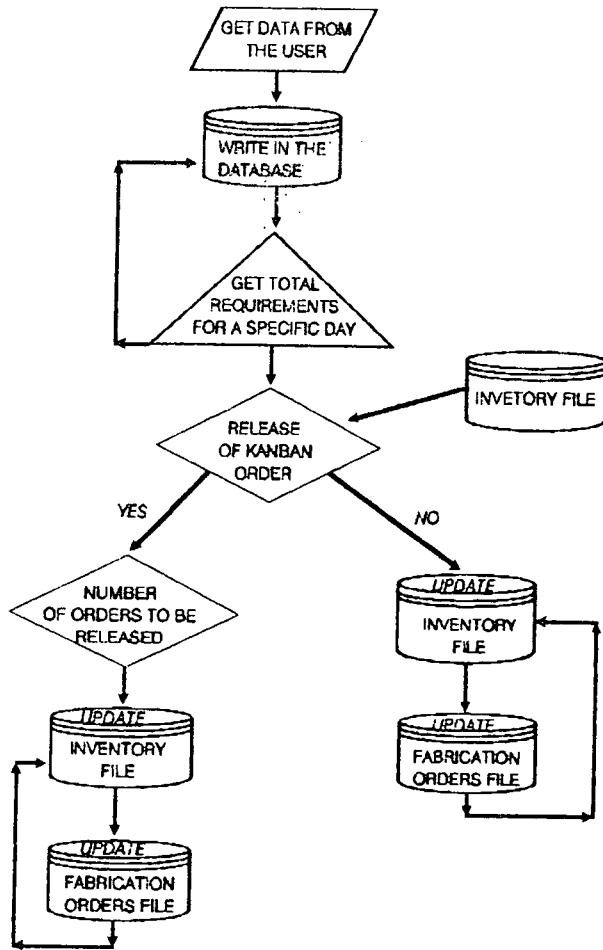 GET DATA FROM
THE USER
WRITE IN THE
DATABASE
GET TOTAL
REQUIREMENTS
FOR A SPECIFIC DAY
INVETORY FILE
RELEASE
OF KANBAN
ORDER
YES
NO
NUMBER
OF ORDERS TO BE
RELEASED
UPDATE
INVENTORY
FILE
UPDATE
FABRICATION
ORDERS FILE
UPDATE
INVENTORY
FILE
UPDATE
FABRICATION
ORDERS FILE